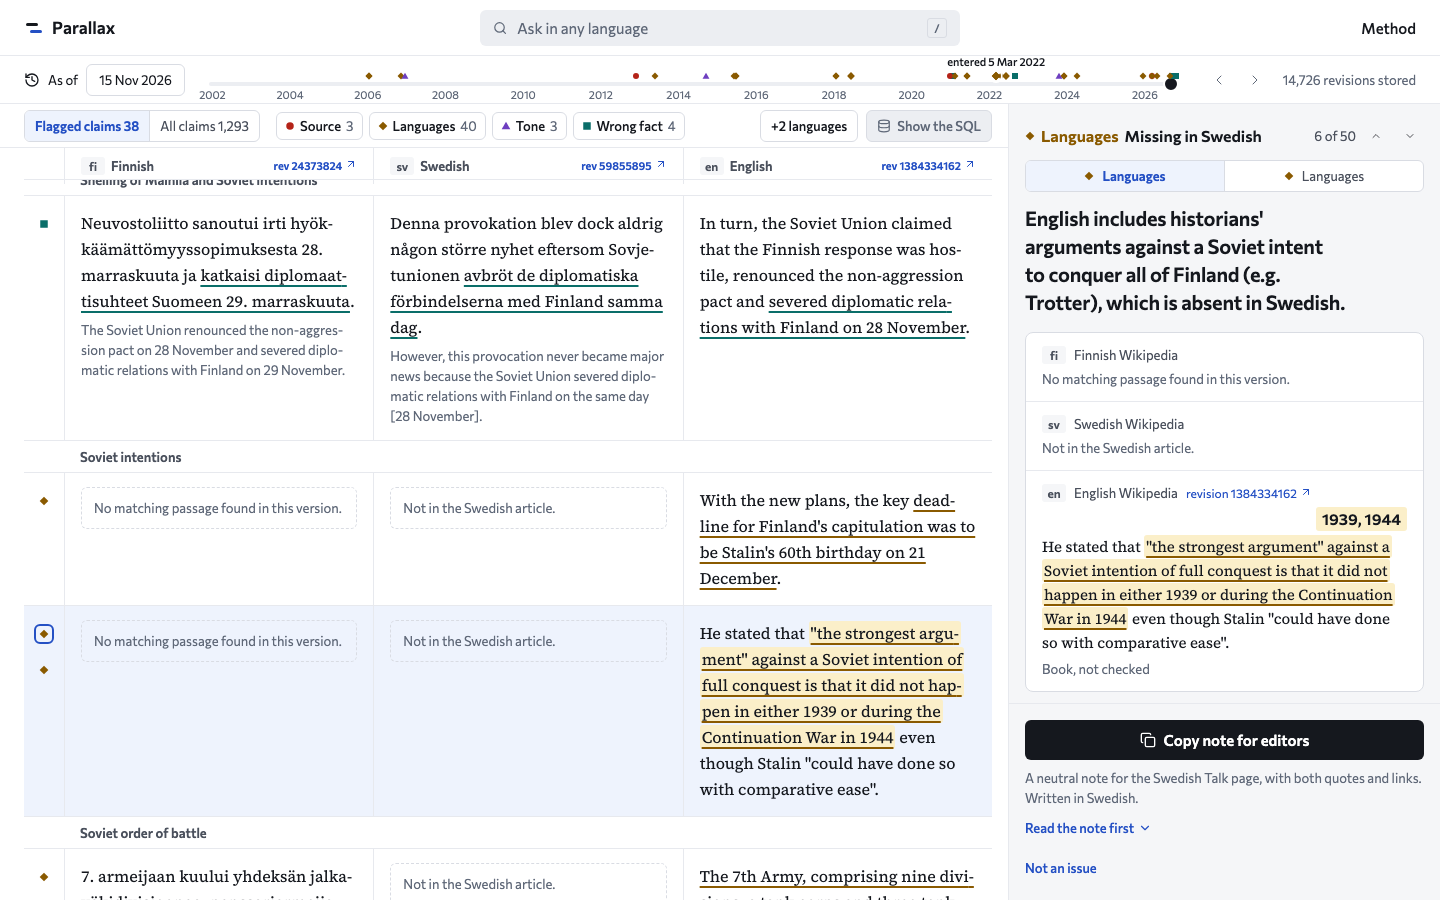 Parallax
Ask in any language
/
Method
As of
15 Nov 2026
entered 5 Mar 2022
2002 2004 2006 2008 2010 2012 2014 2016 2018 2020 2022 2024 2026
14,726 revisions stored
Flagged claims 38
All claims 1,293
Source 3
Languages 40
Tone 3
Wrong fact 4
+2 languages
Show the SQL
fi Finnish rev 24373824
sv Swedish rev 59855895
en English rev 1384334162
Shelling of Mainila and Soviet intentions
Neuvostoliitto sanoutui irti hyök-
käämättömyyssopimuksesta 28.
marraskuuta ja katkaisi diplomaat-
tisuhteet Suomeen 29. marraskuuta.
The Soviet Union renounced the non-aggres-
sion pact on 28 November and severed diplo-
matic relations with Finland on 29 November.
Denna provokation blev dock aldrig
någon större nyhet eftersom Sovje-
tunionen avbröt de diplomatiska
förbindelserna med Finland samma
dag.
However, this provocation never became major
news because the Soviet Union severed diplo-
matic relations with Finland on the same day
[28 November].
In turn, the Soviet Union claimed
that the Finnish response was hos-
tile, renounced the non-aggression
pact and severed diplomatic rela-
tions with Finland on 28 November.
Soviet intentions
No matching passage found in this version.
Not in the Swedish article.
With the new plans, the key dead-
line for Finland's capitulation was to
be Stalin's 60th birthday on 21
December.
No matching passage found in this version.
Not in the Swedish article.
He stated that "the strongest argu-
ment" against a Soviet intention of
full conquest is that it did not hap-
pen in either 1939 or during the
Continuation War in 1944 even
though Stalin "could have done so
with comparative ease".
Soviet order of battle
7. armeijaan kuului yhdeksän jalka-
Not in the Swedish article.
The 7th Army, comprising nine divi-
Languages Missing in Swedish
6 of 50
Languages
Languages
English includes historians'
arguments against a Soviet intent
to conquer all of Finland (e.g.
Trotter), which is absent in Swedish.
fi Finnish Wikipedia
No matching passage found in this version.
sv Swedish Wikipedia
Not in the Swedish article.
en English Wikipedia revision 1384334162
1939, 1944
He stated that "the strongest argument" against a
Soviet intention of full conquest is that it did not
happen in either 1939 or during the Continuation
War in 1944 even though Stalin "could have done
so with comparative ease".
Book, not checked
Copy note for editors
A neutral note for the Swedish Talk page, with both quotes and links.
Written in Swedish.
Read the note first
Not an issue